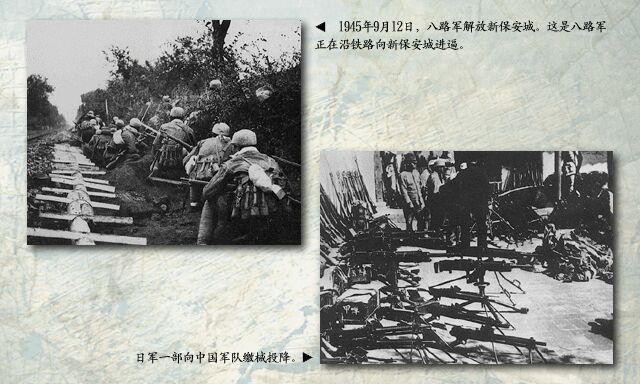 ◀ 1945年9月12日，八路军解放新保安城。这是八路军
正在沿铁路向新保安城进逼。
日军一部向中国军队缴械投降。▶